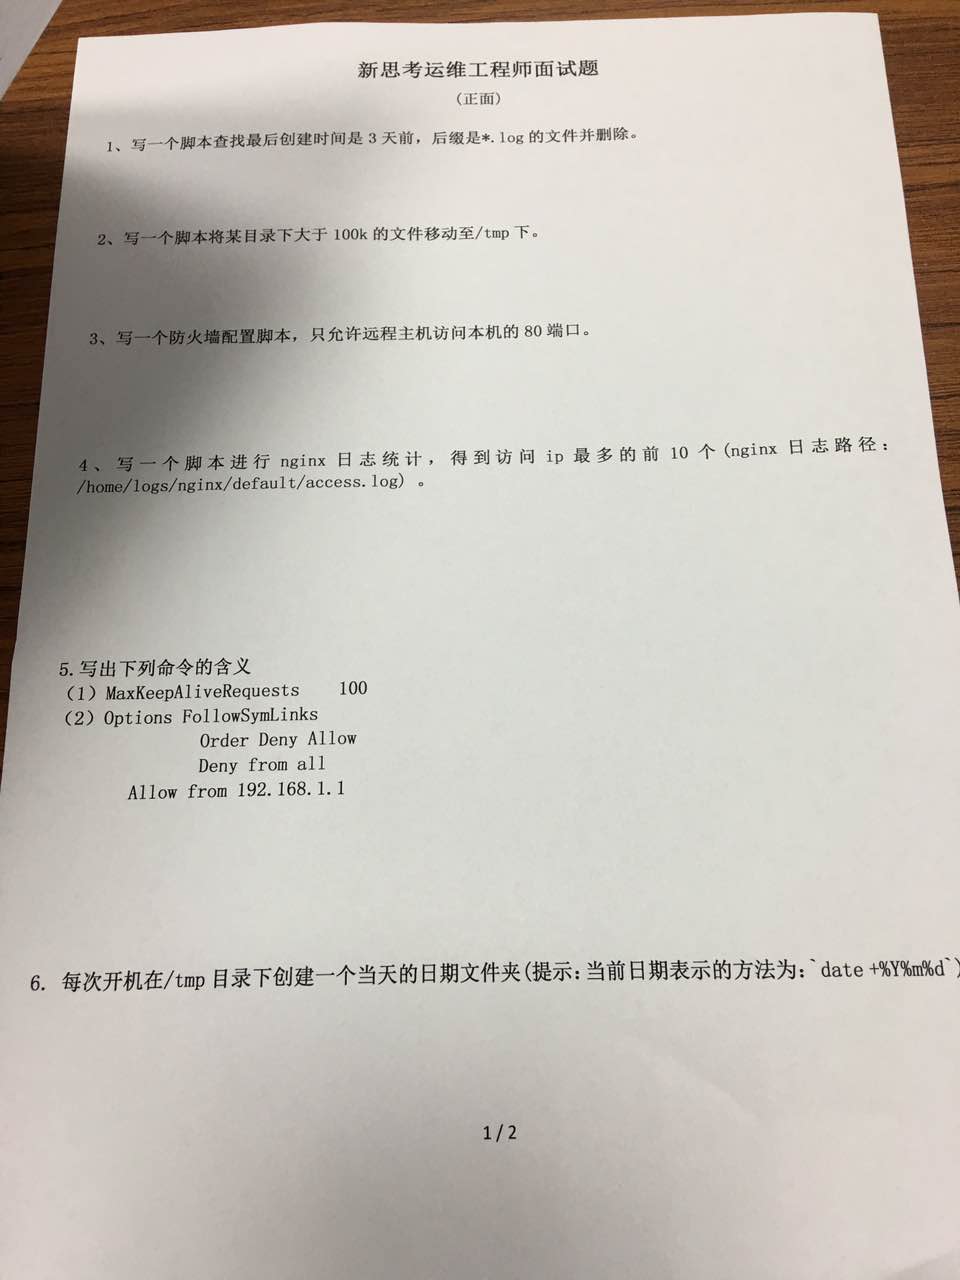 新思考运维工程师面试题
(正面)
1、写一个脚本查找最后创建时间是 3 天前，后缀是*.log 的文件并删除。
2、写一个脚本将某目录下大于 100k 的文件移动至/tmp 下。
3、写一个防火墙配置脚本，只允许远程主机访问本机的 80 端口。
4、写一个脚本进行 nginx 日志统计，得到访问 ip 最多的前 10 个(nginx 日志路径：
/home/logs/nginx/default/access.log) 。
5.写出下列命令的含义
（1）MaxKeepAliveRequests    100
（2）Options FollowSymLinks
Order Deny Allow
Deny from all
Allow from 192.168.1.1
6. 每次开机在/tmp 目录下创建一个当天的日期文件夹(提示:当前日期表示的方法为:`date +%Y%m%d`)
1 / 2